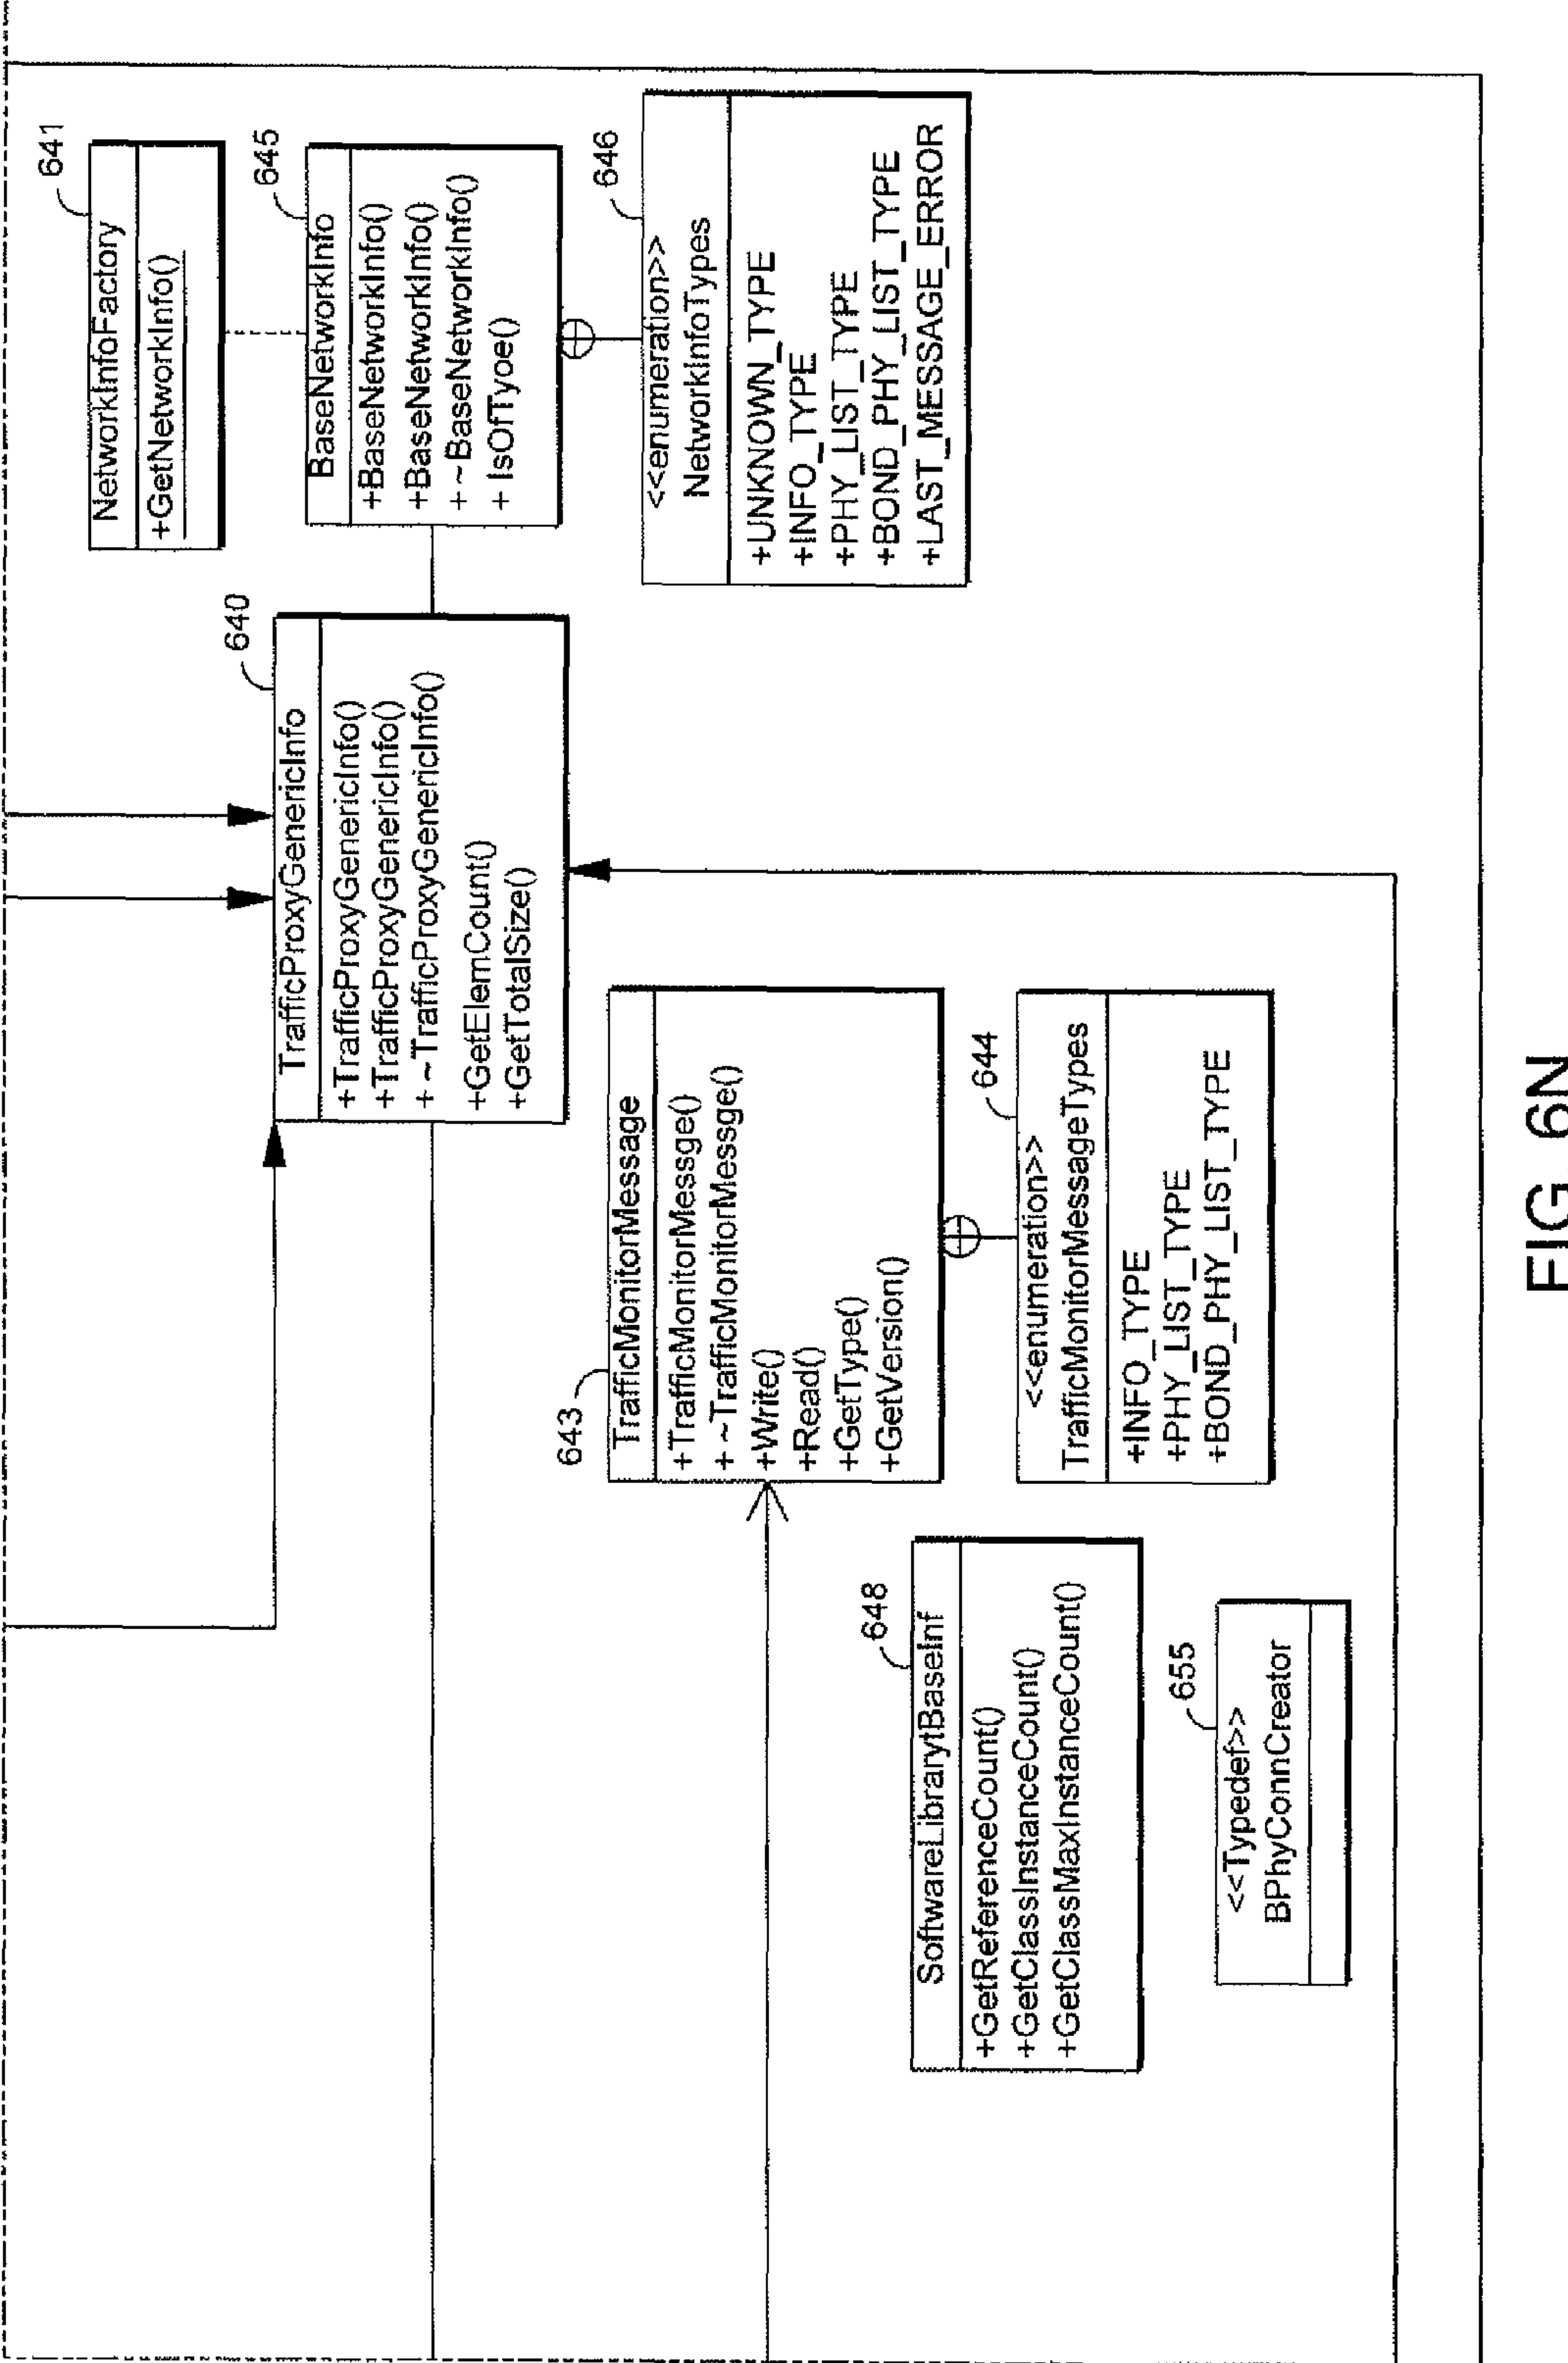 641
NetworkInfoFactory
+GetNetworkInfo()
645
BaseNetworkInfo
+BaseNetworkInfo()
+BaseNetworkInfo()
+ ~BaseNetworkInfo()
+ IsOfTyoe()
646
<<enumeration>>
NetworkInfoTypes
+UNKNOWN_TYPE
+INFO_TYPE
+PHY_LIST_TYPE
+BOND_PHY_LIST_TYPE
+LAST_MESSAGE_ERROR
640
TrafficProxyGenericInfo
+TrafficProxyGenericInfo()
+TrafficProxyGenericInfo()
+ ~TrafficProxyGenericInfo()
+GetElemCount()
+GetTotalSize()
643
TrafficMonitorMessage
+TrafficMonitorMessge()
+ ~TrafficMonitorMessge()
+Write()
+Read()
+GetType()
+GetVersion()
644
<<enumeration>>
TrafficMonitorMessageTypes
+INFO_TYPE
+PHY_LIST_TYPE
+BOND_PHY_LIST_TYPE
648
SoftwareLibrarytBaseInf
+GetReferenceCount()
+GetClassInstanceCount()
+GetClassMaxInstanceCount()
655
<<Typedef>>
BPhyConnCreator
FIG. 6N